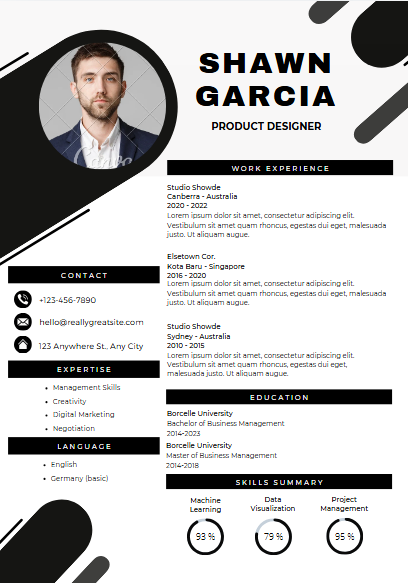 SHAWN
GARCIA
PRODUCT DESIGNER
Canva
WORK EXPERIENCE
Studio Showde
Canberra - Australia
2020 - 2022
Lorem ipsum dolor sit amet, consectetur adipiscing elit.
Vestibulum sit amet quam rhoncus, egestas dui eget, malesuada
justo. Ut aliquam augue.
Elsetown Cor.
Kota Baru - Singapore
2016 - 2020
Lorem ipsum dolor sit amet, consectetur adipiscing elit.
Vestibulum sit amet quam rhoncus, egestas dui eget, malesuada
justo. Ut aliquam augue.
Studio Showde
Sydney - Australia
2010 - 2015
Lorem ipsum dolor sit amet, consectetur adipiscing elit.
Vestibulum sit amet quam rhoncus, egestas dui eget,
malesuada justo. Ut aliquam augue.
CONTACT
+123-456-7890
hello@reallygreatsite.com
123 Anywhere St., Any City
EXPERTISE
Management Skills
Creativity
Digital Marketing
Negotiation
LANGUAGE
English
Germany (basic)
EDUCATION
Borcelle University
Bachelor of Business Management
2014-2023
Borcelle University
Master of Business Management
2014-2018
SKILLS SUMMARY
Machine
Learning
93 %
Data
Visualization
79 %
Project
Management
95 %